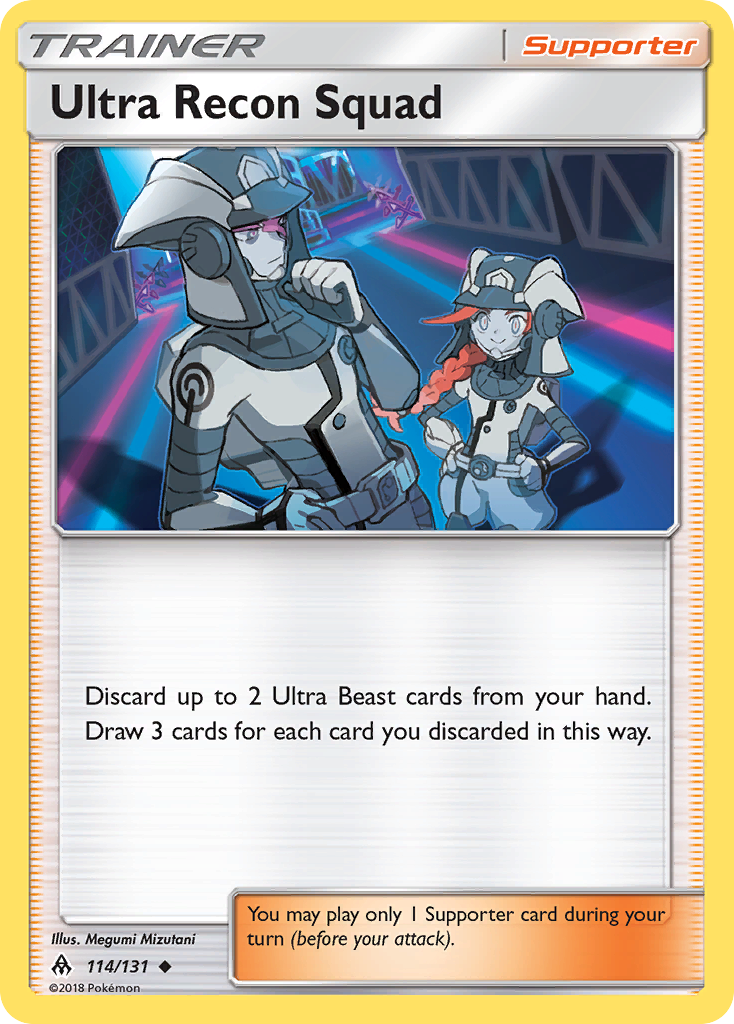 TRAINER
Supporter
Ultra Recon Squad
Discard up to 2 Ultra Beast cards from your hand.
Draw 3 cards for each card you discarded in this way.
You may play only 1 Supporter card during your
turn (before your attack).
Illus. Megumi Mizutani
114/131 ◆
©2018 Pokémon